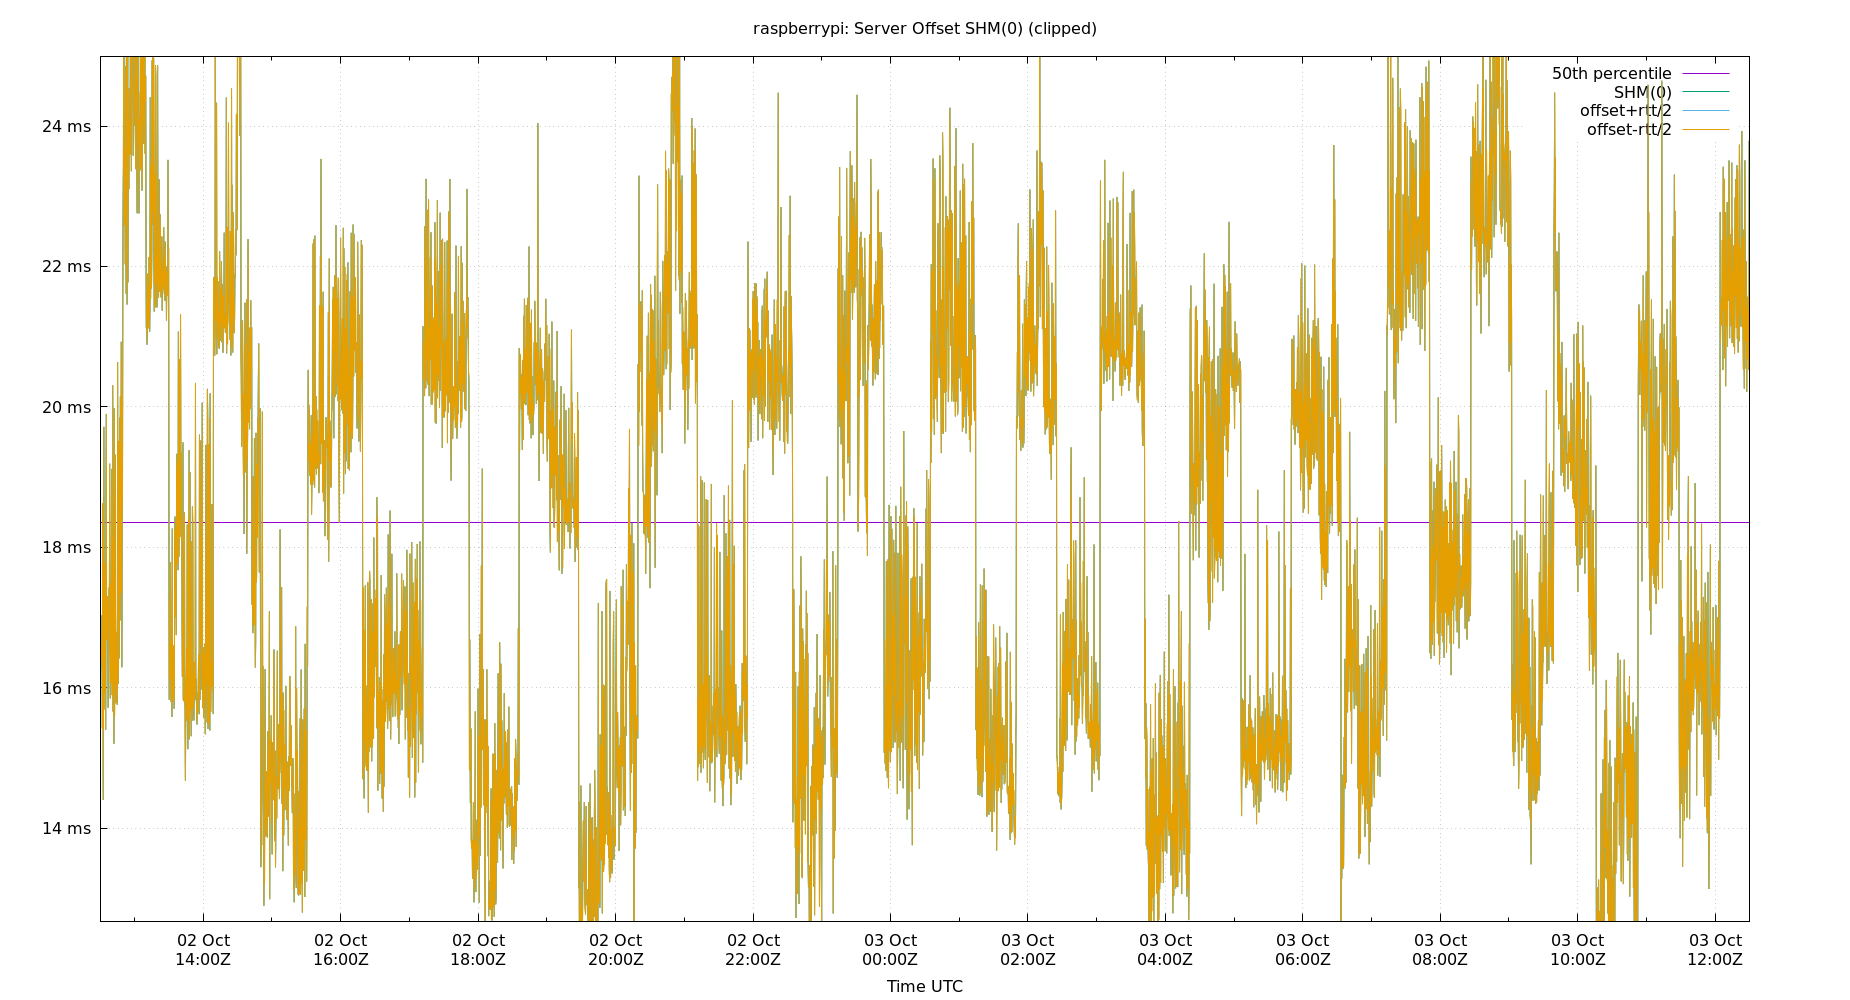 raspberrypi: Server Offset SHM(0) (clipped)
50th percentile
SHM(0)
offset+rtt/2
offset-rtt/2
24 ms
22 ms
20 ms
18 ms
16 ms
14 ms
02 Oct 02 Oct 02 Oct 02 Oct 02 Oct 03 Oct 03 Oct 03 Oct 03 Oct 03 Oct 03 Oct 03 Oct
14:00Z 16:00Z 18:00Z 20:00Z 22:00Z 00:00Z 02:00Z 04:00Z 06:00Z 08:00Z 10:00Z 12:00Z
Time UTC